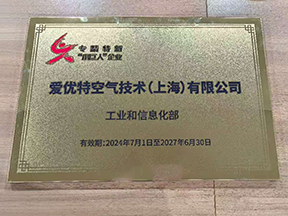 专精特新
“小巨人”企业
爱优特空气技术(上海)有限公司
工业和信息化部
有效期:2024年7月1日至2027年6月30日